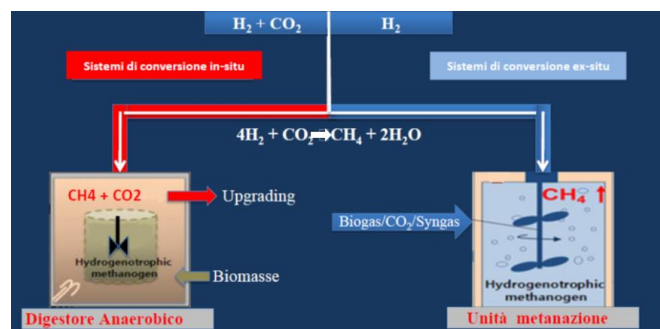 H₂ + CO₂
H₂
Sistemi di conversione in-situ
Sistemi di conversione ex-situ
4H₂ + CO₂ CH₄ + 2H₂O
CH4 + CO2
Upgrading
Hydrogenotrophic
methanogen
Biomasse
Digestore Anaerobico
CH₄
Biogas/CO₂/Syngas
Hydrogenotrophic
methanogen
Unità metanazione